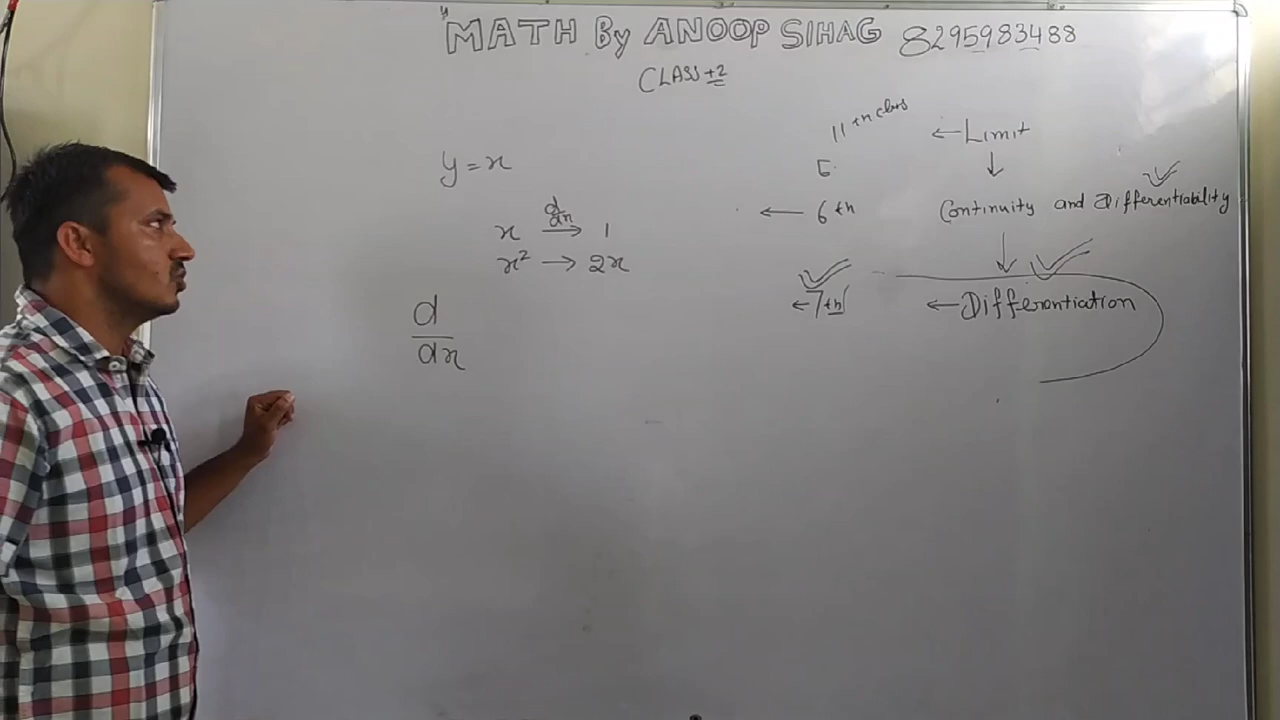 "MATH By ANOOP SIHAG 8295983488
CLASS +2
11th class ← Limit
↓
y = x
5
← 6th Continuity and Differentiability
x d/dx → 1
x² → 2x
↓
← 7th ← Differentiation
d/dx